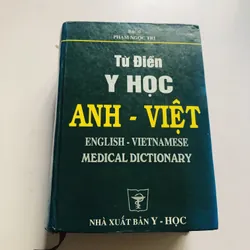 PHẠM NGỌC TRÍ
Từ Điển
Y HỌC
ANH - VIỆT
ENGLISH - VIETNAMESE
MEDICAL DICTIONARY
NHÀ XUẤT BẢN Y - HỌC